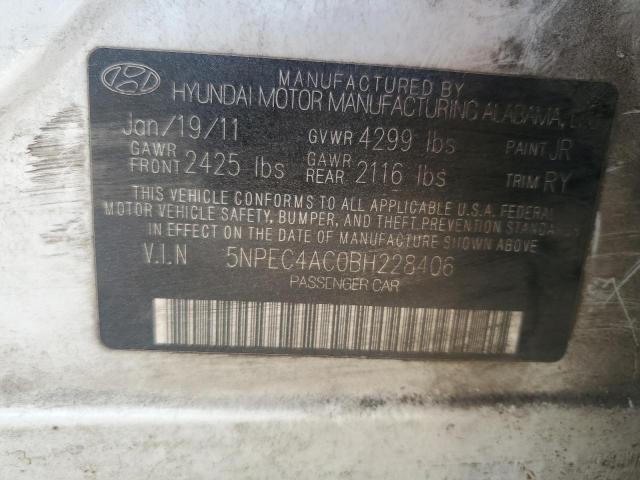 MANUFACTURED BY
HYUNDAI MOTOR MANUFACTURING ALABAMA,
Jan/19/11 GVWR 4299 lbs PAINT JR
GAWR FRONT 2425 lbs GAWR REAR 2116 lbs TRIM RY
THIS VEHICLE CONFORMS TO ALL APPLICABLE U.S.A. FEDERAL
MOTOR VEHICLE SAFETY, BUMPER, AND THEFT PREVENTION STANDARDS
IN EFFECT ON THE DATE OF MANUFACTURE SHOWN ABOVE
V.I.N 5NPEC4AC0BH228406
PASSENGER CAR